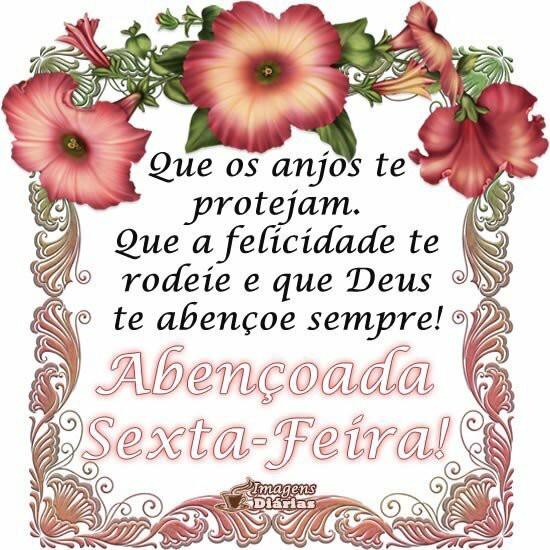 Que os anjos te
protejam.
Que a felicidade te
rodeie e que Deus
te abençoe sempre!
Abençoada
Sexta-Feira!
Imagens
Diárias